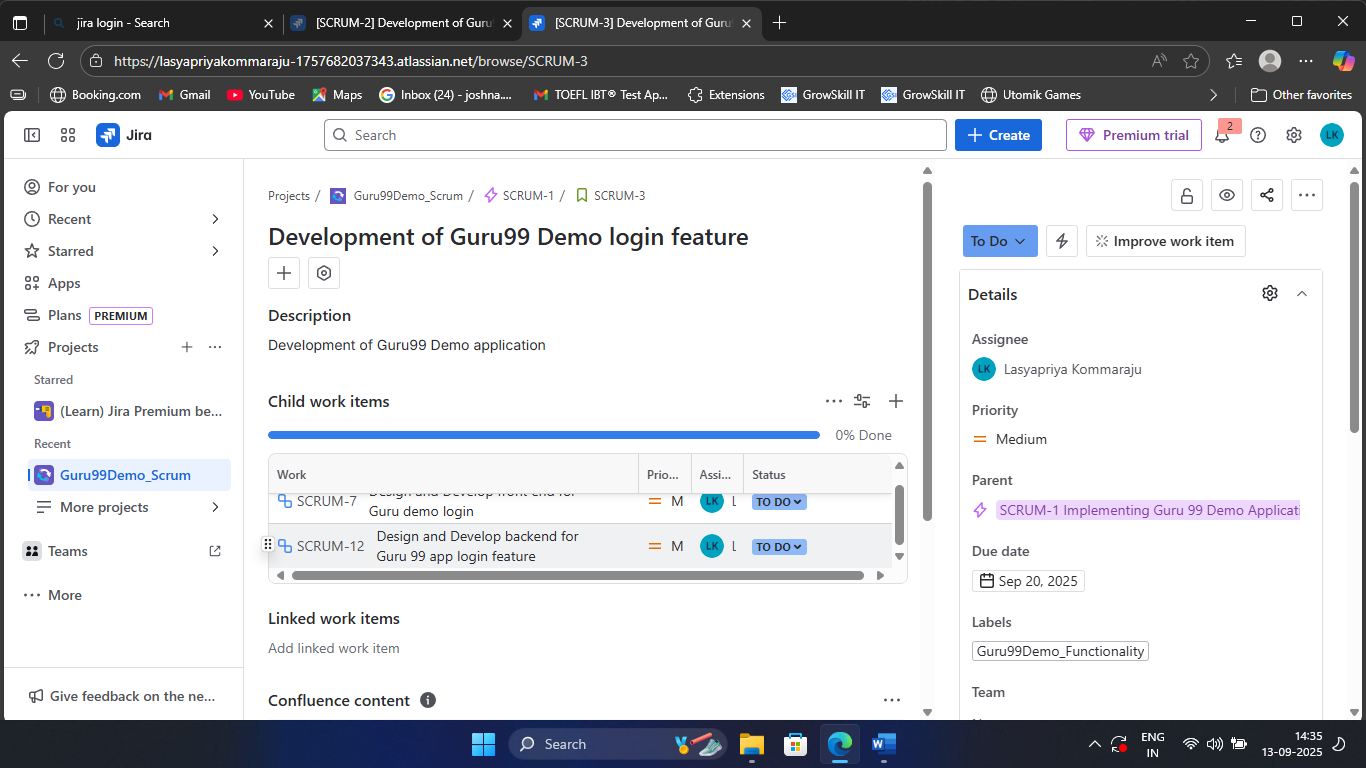 jira login - Search
[SCRUM-2] Development of Guru
[SCRUM-3] Development of Guru
https://lasyapriyakommaraju-1757682037343.atlassian.net/browse/SCRUM-3
Booking.com
Gmail
YouTube
Maps
Inbox (24) - joshna....
TOEFL IBT® Test Ap...
Extensions
GrowSkill IT
GrowSkill IT
Utomik Games
Other favorites
Jira
Search
Create
Premium trial
2
LK
For you
Recent
Starred
Apps
Plans PREMIUM
Projects
Starred
(Learn) Jira Premium be...
Recent
Guru99Demo_Scrum
More projects
Teams
More
Give feedback on the ne...
Projects / Guru99Demo_Scrum / SCRUM-1 / SCRUM-3
Development of Guru99 Demo login feature
Description
Development of Guru99 Demo application
Child work items
0% Done
Work Prio... Assi... Status
SCRUM-7 Design and Develop front end for
Guru demo login
M LK L TO DO
SCRUM-12 Design and Develop backend for
Guru 99 app login feature
M LK L TO DO
Linked work items
Add linked work item
Confluence content
To Do
Improve work item
Details
Assignee
LK Lasyapriya Kommaraju
Priority
Medium
Parent
SCRUM-1 Implementing Guru 99 Demo Applicati
Due date
Sep 20, 2025
Labels
Guru99Demo_Functionality
Team
Search
ENG
IN
14:35
13-09-2025